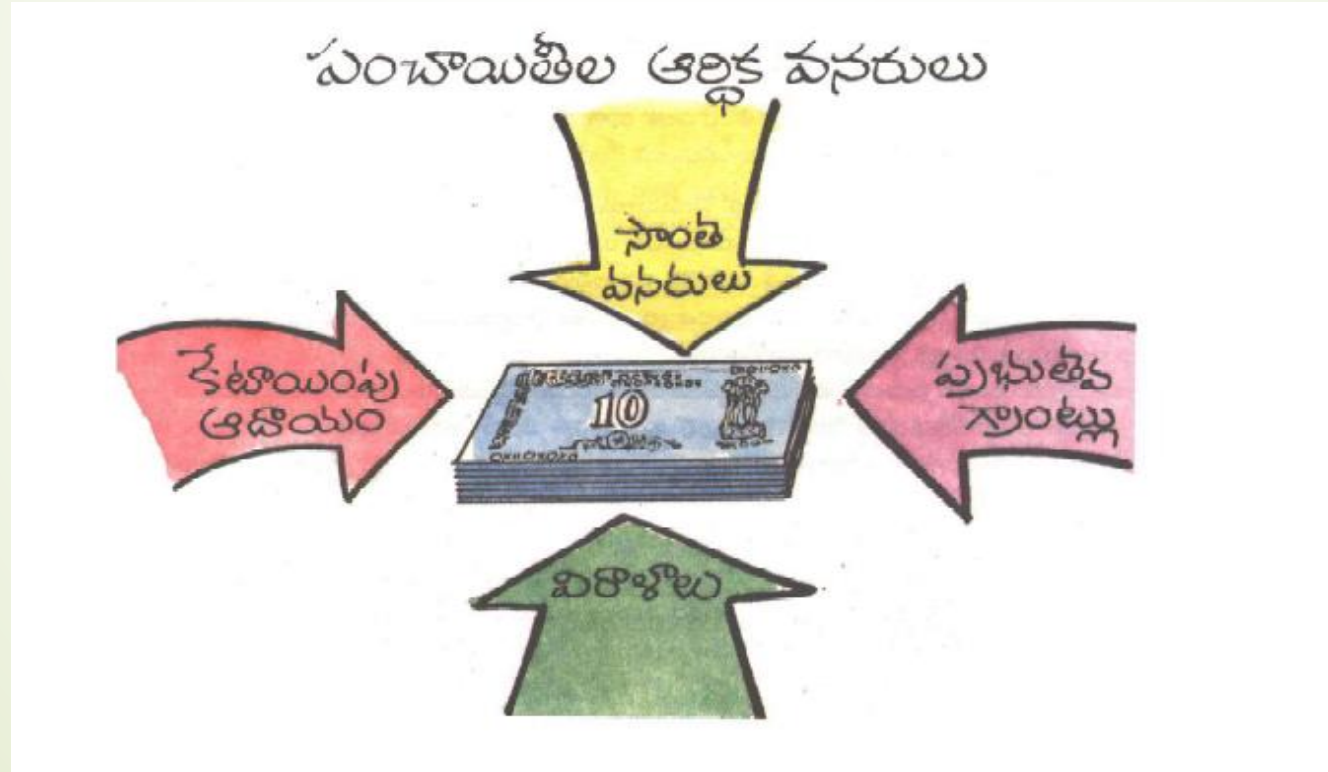 పంచాయితీల ఆర్థిక వనరులు
సొంత
వనరులు
కేటాయింపు
ఆదాయం
ప్రభుత్వ
గ్రాంట్లు
10
విరాళాలు